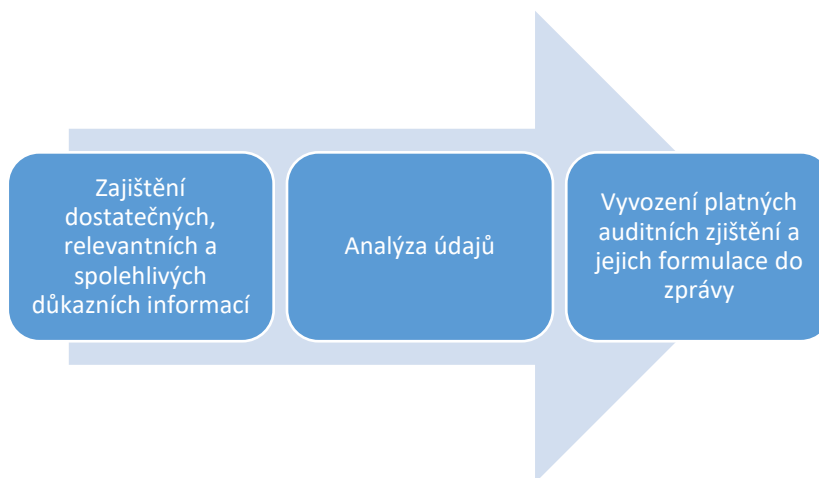 Zajištění
dostatečných,
relevantních a
spolehlivých
důkazních informací
Analýza údajů
Vyvození platných
auditních zjištění a
jejich formulace do
zprávy